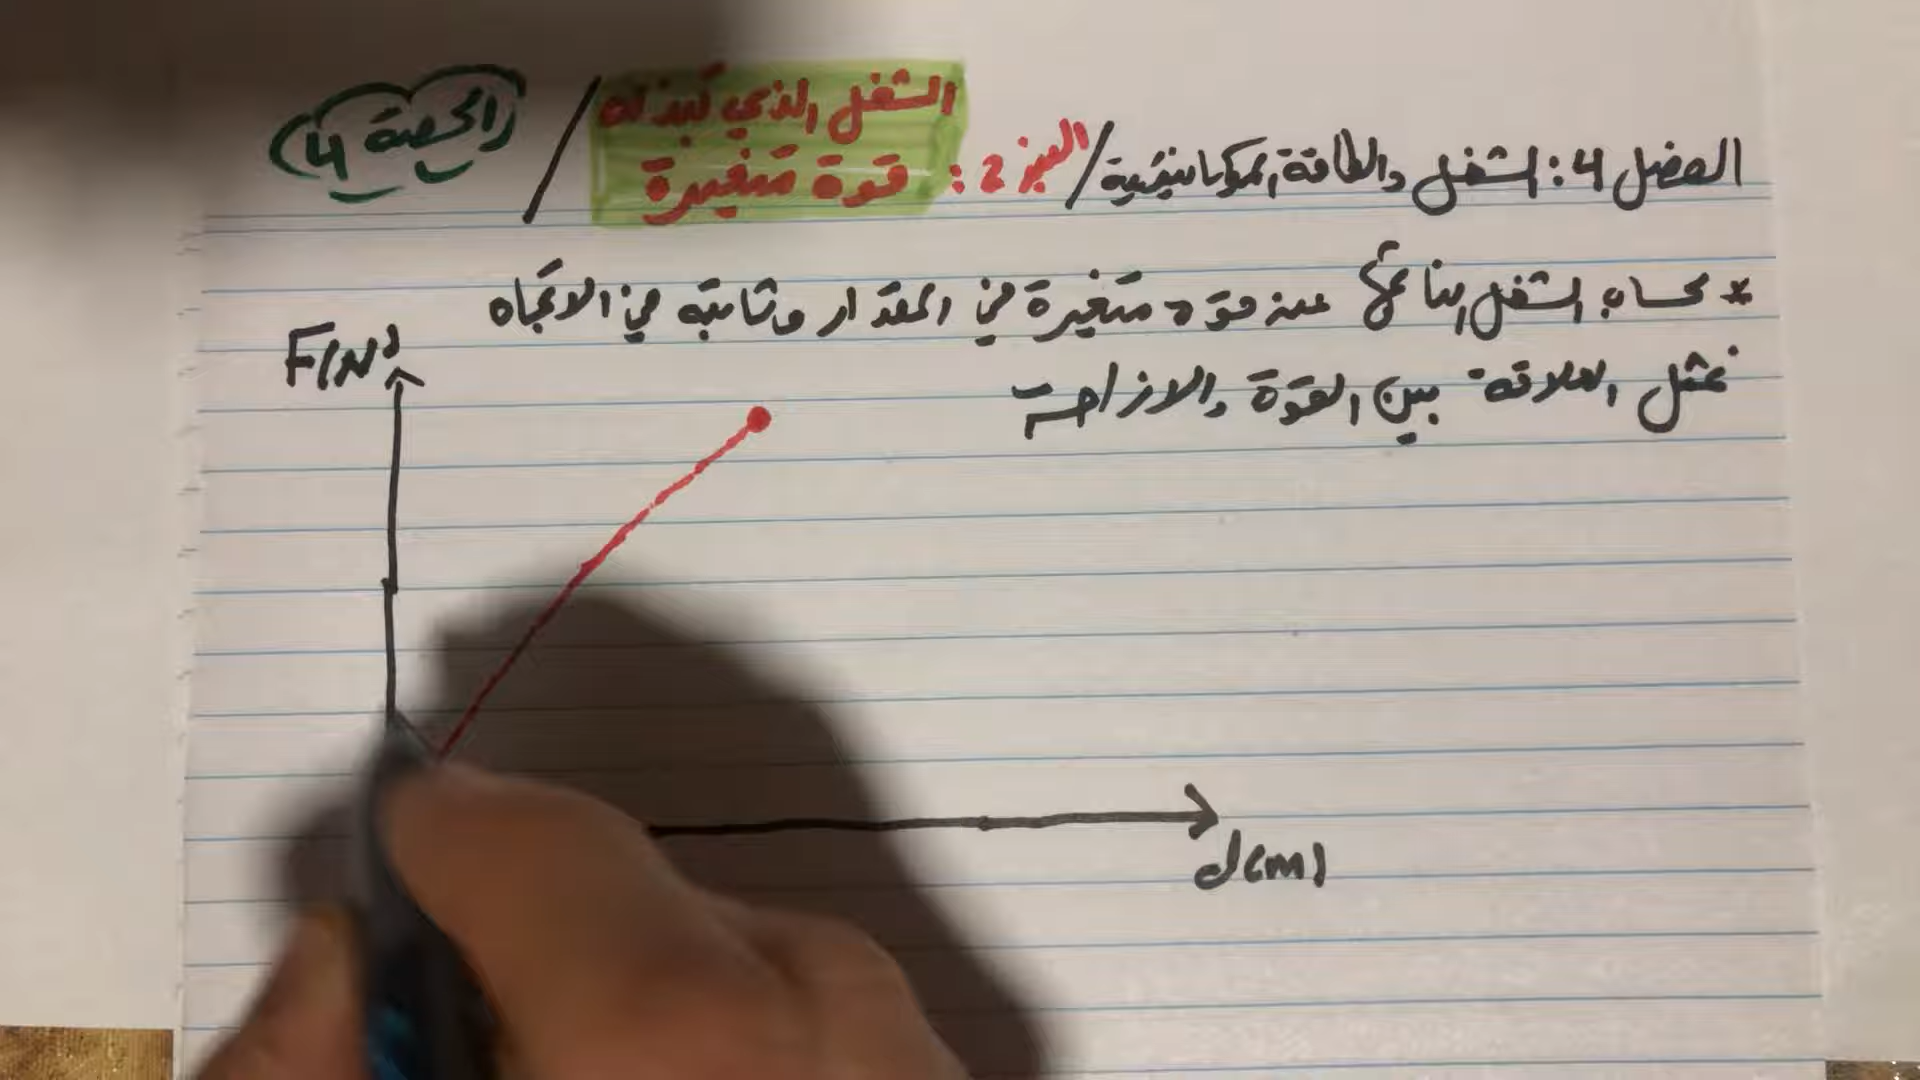 الفصل 4: الشغل والطاقة الميكانيكية / الجزء 2: الشغل الذي تبذله قوة متغيرة / الحصة 4
* حساب الشغل الناتج عن قوة متغيرة في المقدار وثابتة في الاتجاه
نمثل العلاقة بين القوة والازاحة
F(N)
d(m)